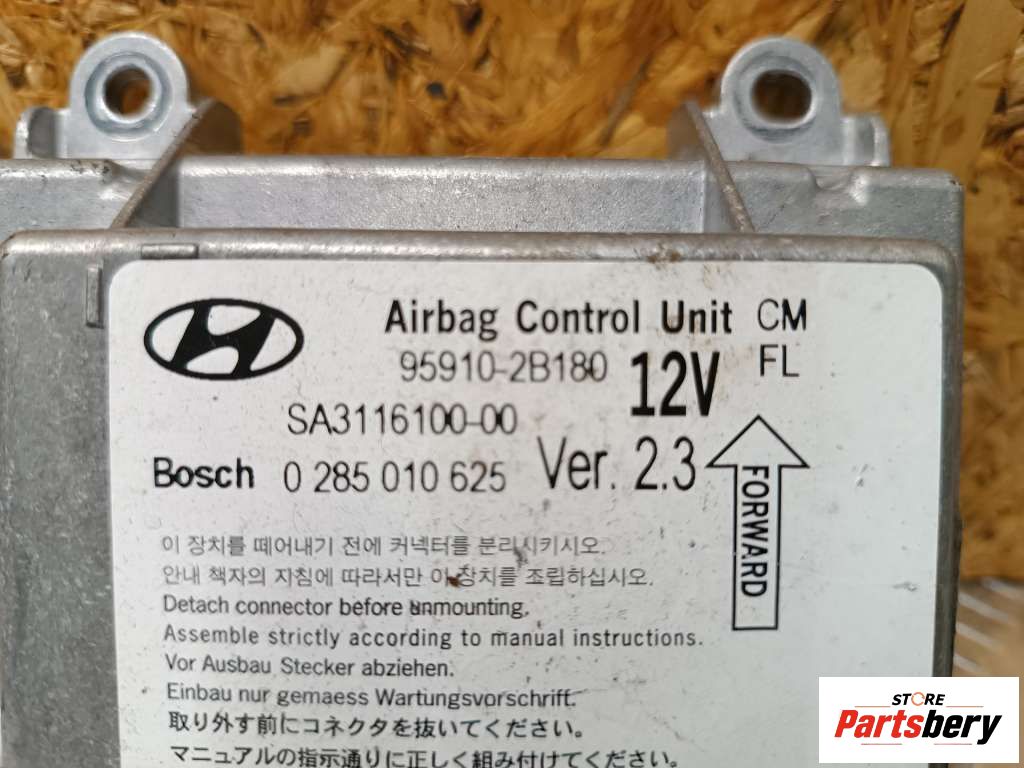 Airbag Control Unit CM
95910-2B180 12V FL
SA3116100-00
Bosch 0 285 010 625 Ver. 2.3
FORWARD
이 장치를 떼어내기 전에 커넥터를 분리시키시오.
안내 책자의 지침에 따라서만 이 장치를 조립하십시오.
Detach connector before unmounting.
Assemble strictly according to manual instructions.
Vor Ausbau Stecker abziehen.
Einbau nur gemaess Wartungsvorschrift.
取り外す前にコネクタを抜いてください。
マニュアルの指示通りに正しく組み付けてください。
STORE
Partsbery